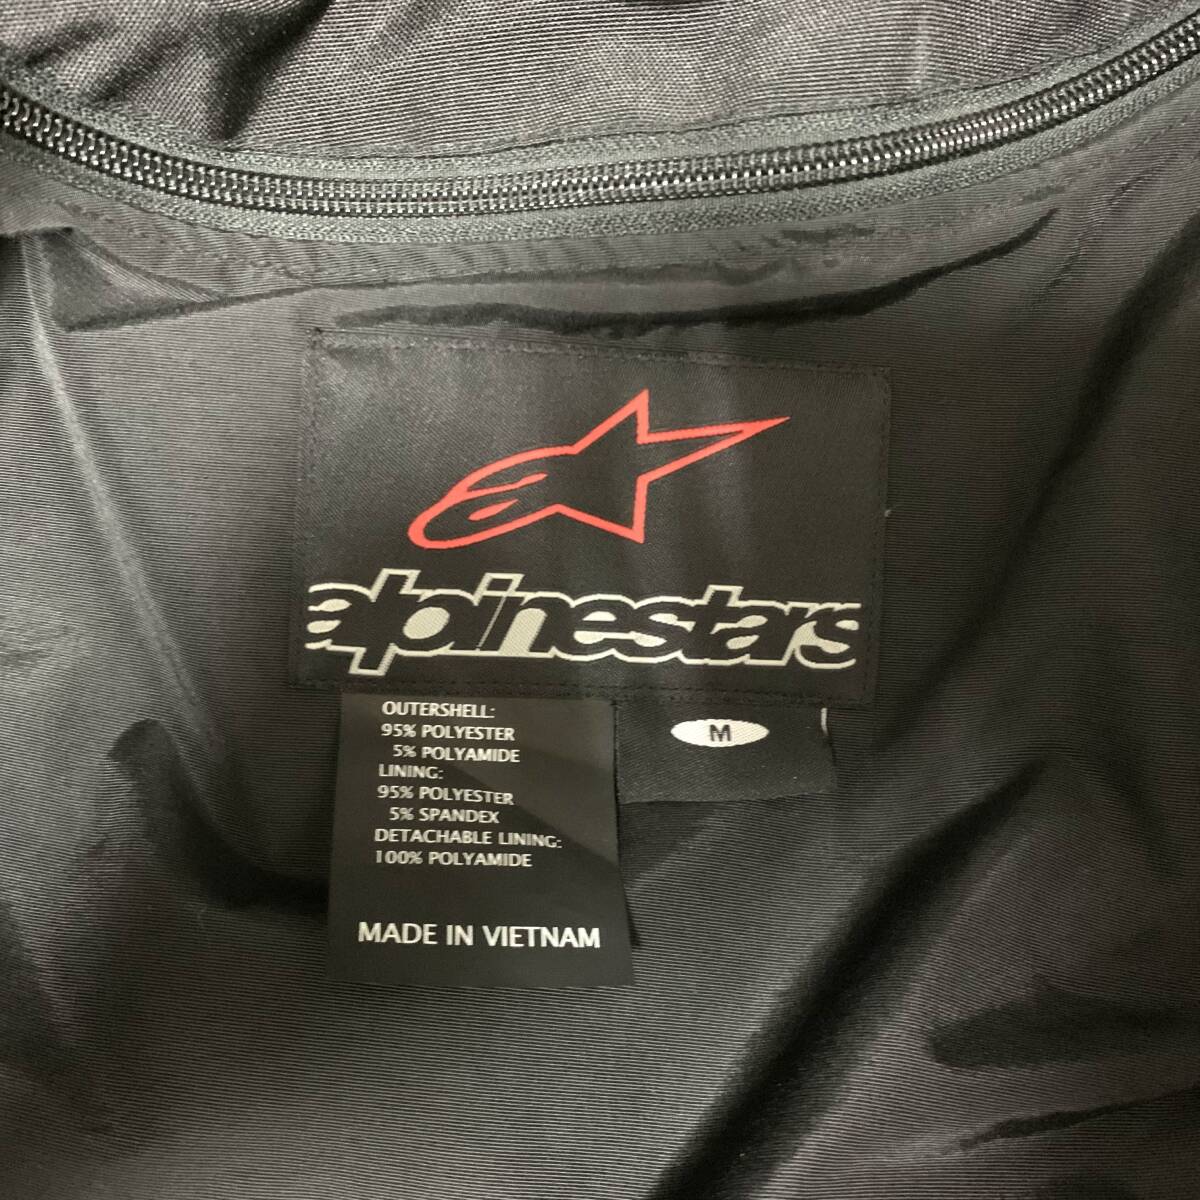 alpinestars
M
OUTERSHELL:
95% POLYESTER
5% POLYAMIDE
LINING:
95% POLYESTER
5% SPANDEX
DETACHABLE LINING:
100% POLYAMIDE
MADE IN VIETNAM